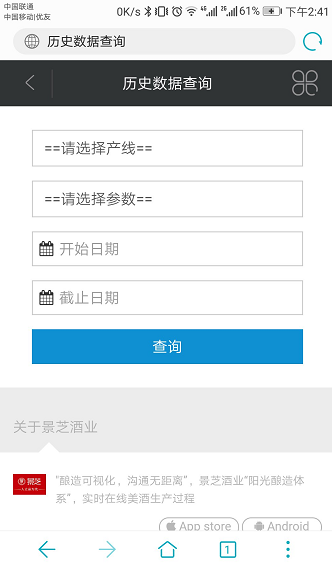 中国联通
中国移动|优友
0K/s
4G
2G
61%
下午2:41
历史数据查询
历史数据查询
==请选择产线==
==请选择参数==
开始日期
截止日期
查询
关于景芝酒业
景芝
“酿造可视化，沟通无距离”，景芝酒业“阳光酿造体
系”，实时在线美酒生产过程
App store
Android
1